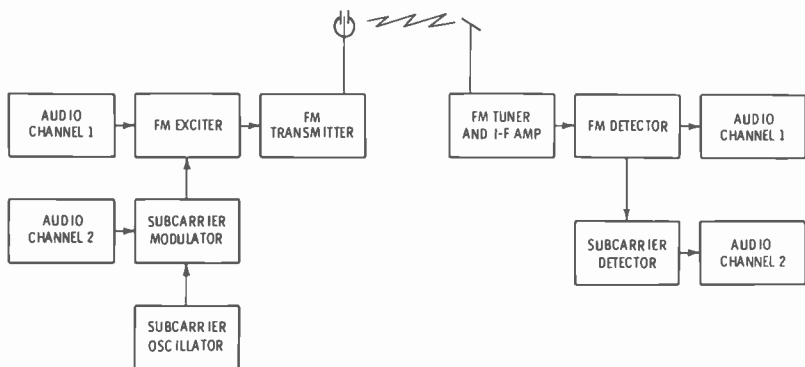 AUDIO
CHANNEL 1
FM EXCITER
FM
TRANSMITTER
FM TUNER
AND I-F AMP
FM DETECTOR
AUDIO
CHANNEL 1
AUDIO
CHANNEL 2
SUBCARRIER
MODULATOR
SUBCARRIER
DETECTOR
AUDIO
CHANNEL 2
SUBCARRIER
OSCILLATOR